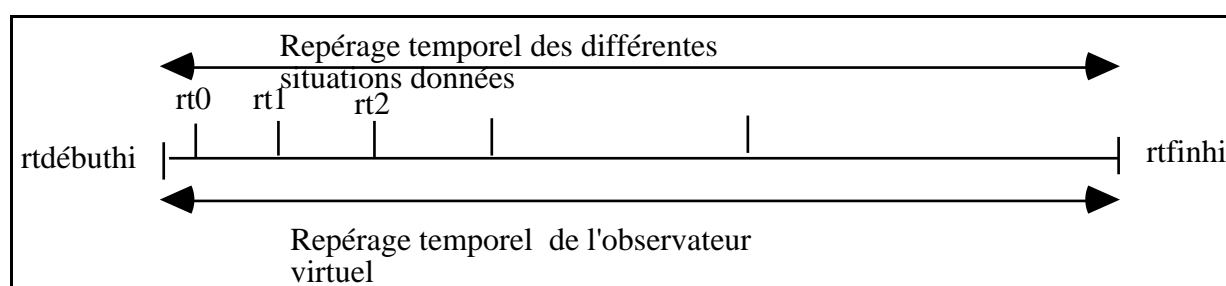 Repérage temporel des différentes
situations données
rt0 rt1 rt2
rtdébuthi rtfinhi
Repérage temporel de l'observateur
virtuel